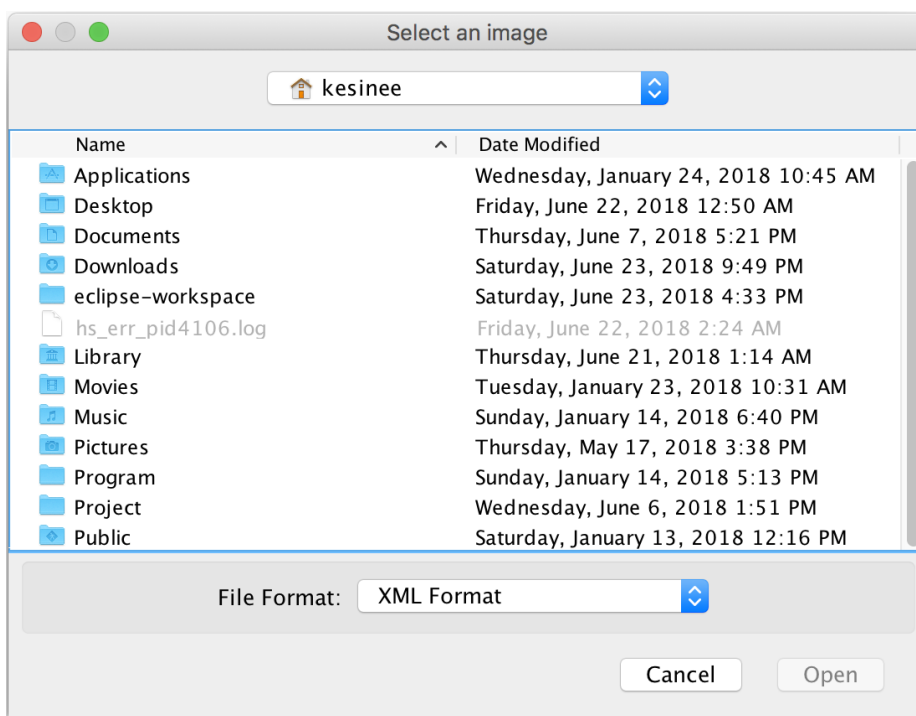 Select an image
kesinee
Name Date Modified
Applications Wednesday, January 24, 2018 10:45 AM
Desktop Friday, June 22, 2018 12:50 AM
Documents Thursday, June 7, 2018 5:21 PM
Downloads Saturday, June 23, 2018 9:49 PM
eclipse-workspace Saturday, June 23, 2018 4:33 PM
hs_err_pid4106.log Friday, June 22, 2018 2:24 AM
Library Thursday, June 21, 2018 1:14 AM
Movies Tuesday, January 23, 2018 10:31 AM
Music Sunday, January 14, 2018 6:40 PM
Pictures Thursday, May 17, 2018 3:38 PM
Program Sunday, January 14, 2018 5:13 PM
Project Wednesday, June 6, 2018 1:51 PM
Public Saturday, January 13, 2018 12:16 PM
File Format: XML Format
Cancel Open